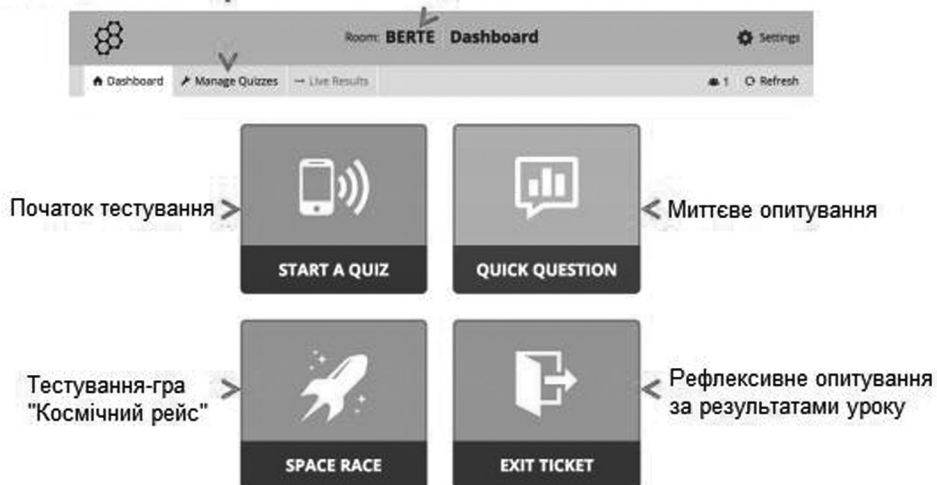 Room: BERTE Dashboard
Settings
Dashboard
Manage Quizzes
Live Results
1
Refresh
Початок тестування
START A QUIZ
QUICK QUESTION
Миттєве опитування
Тестування-гра
"Космічний рейс"
SPACE RACE
EXIT TICKET
Рефлексивне опитування
за результатами уроку